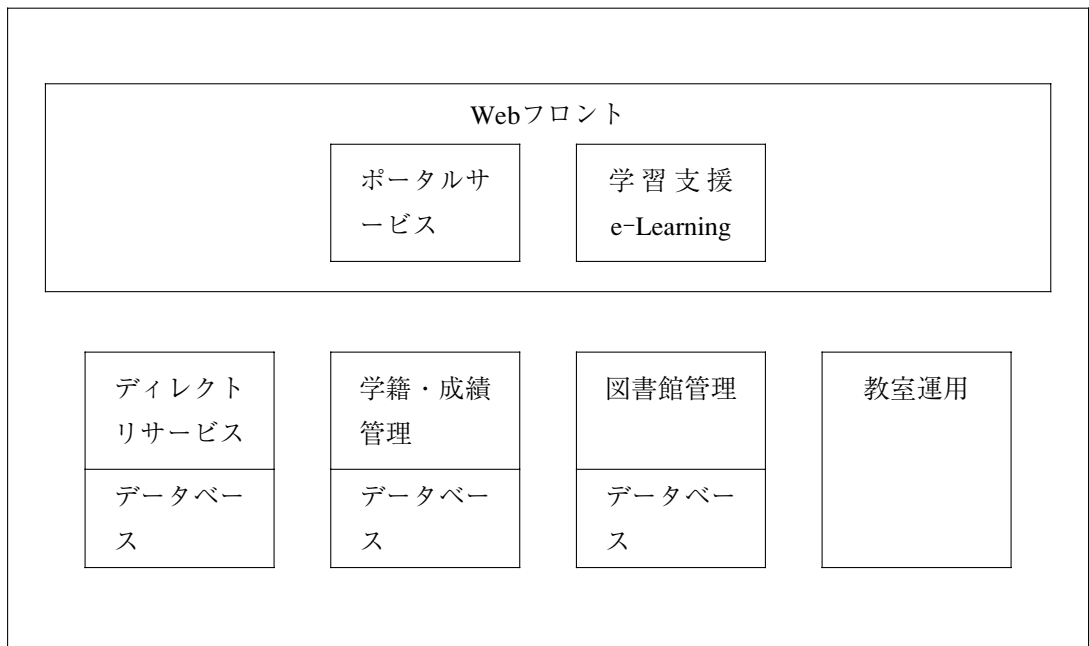 Webフロント
ポータルサ
ービス
学習支援
e-Learning
ディレクト
リサービス
データベー
ス
学籍・成績
管理
データベー
ス
図書館管理
データベー
ス
教室運用